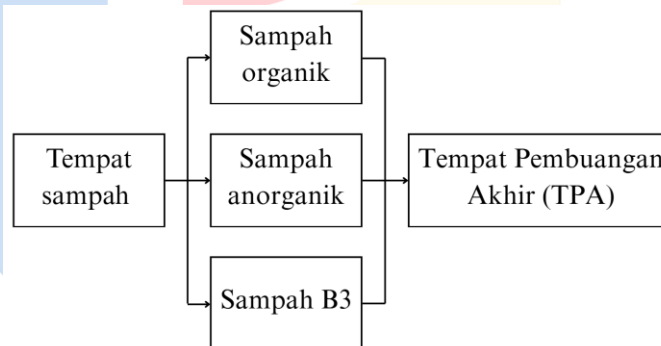 Sampah
organik
Tempat
sampah
Sampah
anorganik
Tempat Pembuangan
Akhir (TPA)
Sampah B3